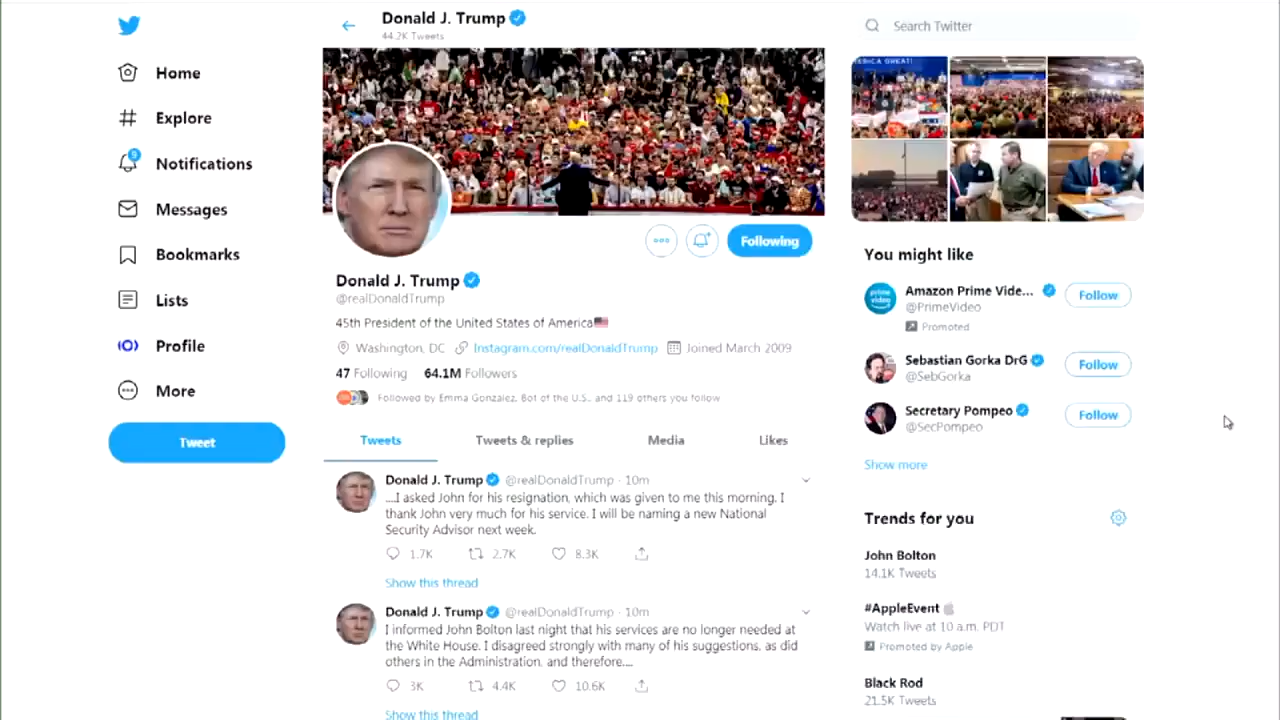 Home
Explore
9
Notifications
Messages
Bookmarks
Lists
Profile
More
Tweet
Donald J. Trump
44.2K Tweets
Following
Donald J. Trump
@realDonaldTrump
45th President of the United States of America
Washington, DC Instagram.com/realDonaldTrump Joined March 2009
47 Following 64.1M Followers
Followed by Emma Gonzalez, Bot of the U.S., and 119 others you follow
Tweets Tweets & replies Media Likes
Donald J. Trump @realDonaldTrump · 10m
....I asked John for his resignation, which was given to me this morning. I
thank John very much for his service. I will be naming a new National
Security Advisor next week.
1.7K 2.7K 8.3K
Show this thread
Donald J. Trump @realDonaldTrump · 10m
I informed John Bolton last night that his services are no longer needed at
the White House. I disagreed strongly with many of his suggestions, as did
others in the Administration, and therefore....
3K 4.4K 10.6K
Show this thread
Search Twitter
GREAT!
You might like
prime video
Amazon Prime Vide...
@PrimeVideo
Promoted
Follow
Sebastian Gorka DrG
@SebGorka
Follow
Secretary Pompeo
@SecPompeo
Follow
Show more
Trends for you
John Bolton
14.1K Tweets
#AppleEvent
Watch live at 10 a.m. PDT
Promoted by Apple
Black Rod
21.5K Tweets